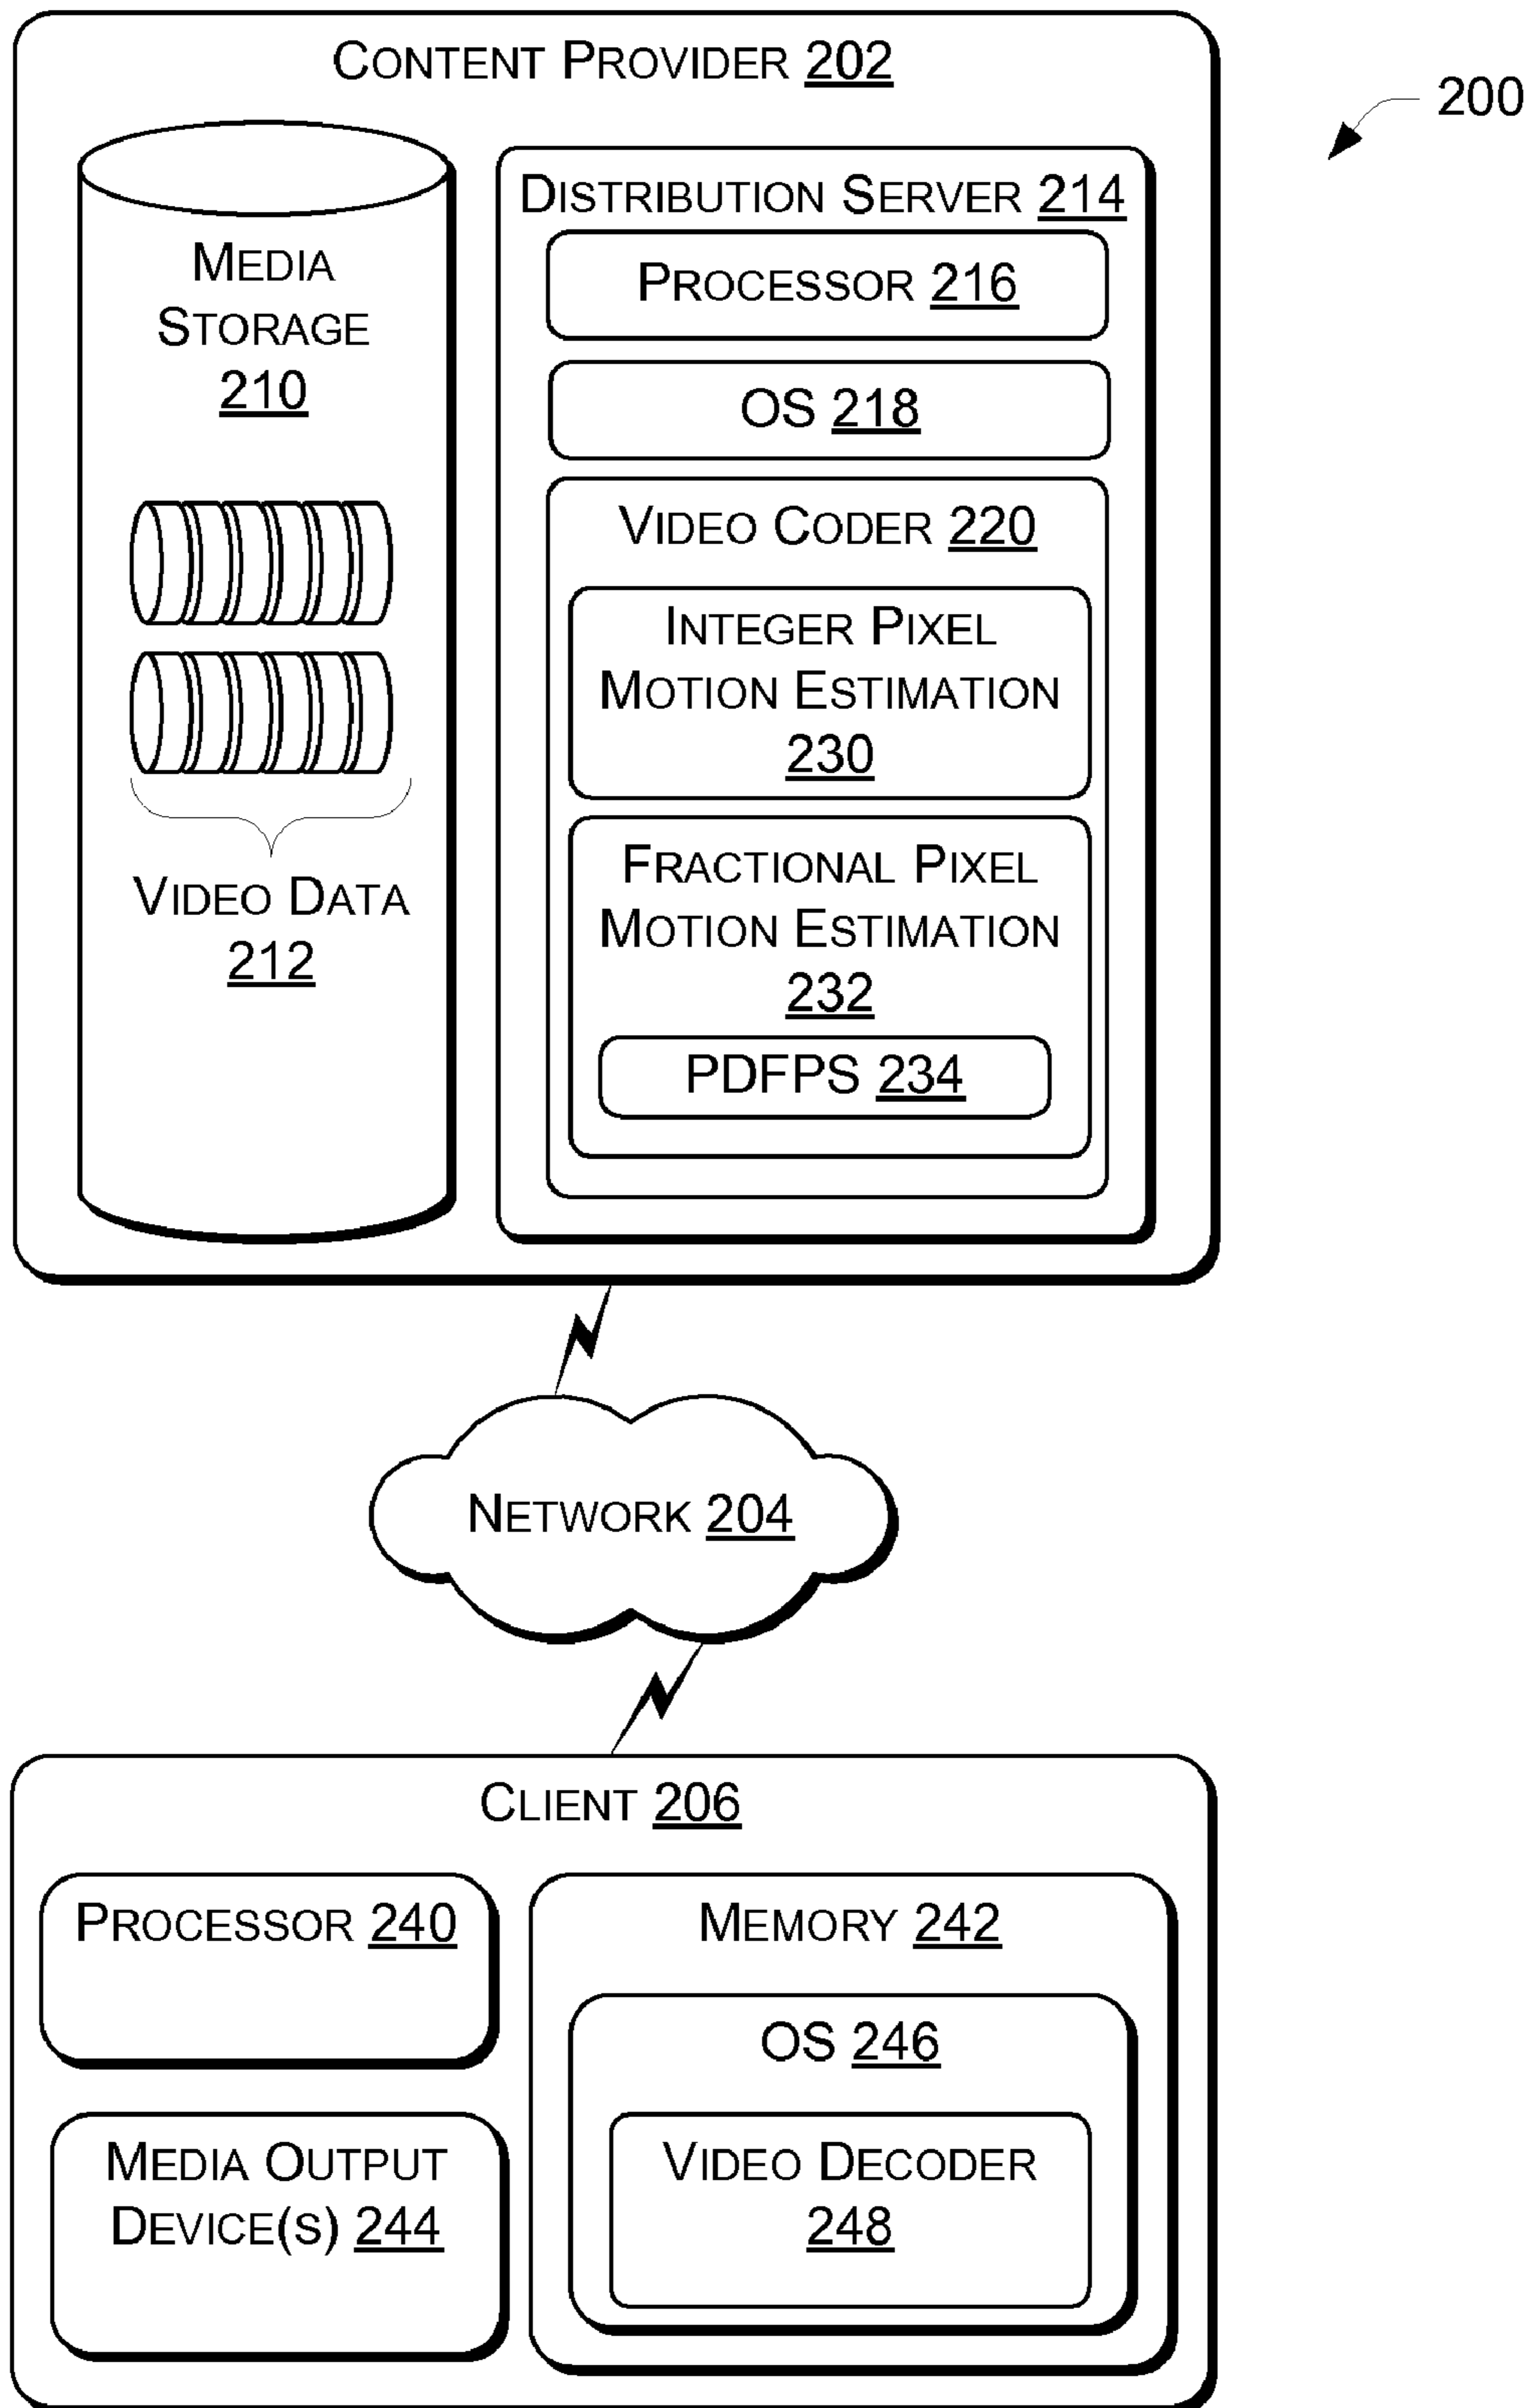 CONTENT PROVIDER 202
200
MEDIA
STORAGE
210
VIDEO DATA
212
DISTRIBUTION SERVER 214
PROCESSOR 216
OS 218
VIDEO CODER 220
INTEGER PIXEL
MOTION ESTIMATION
230
FRACTIONAL PIXEL
MOTION ESTIMATION
232
PDFPS 234
NETWORK 204
CLIENT 206
PROCESSOR 240
MEDIA OUTPUT
DEVICE(S) 244
MEMORY 242
OS 246
VIDEO DECODER
248